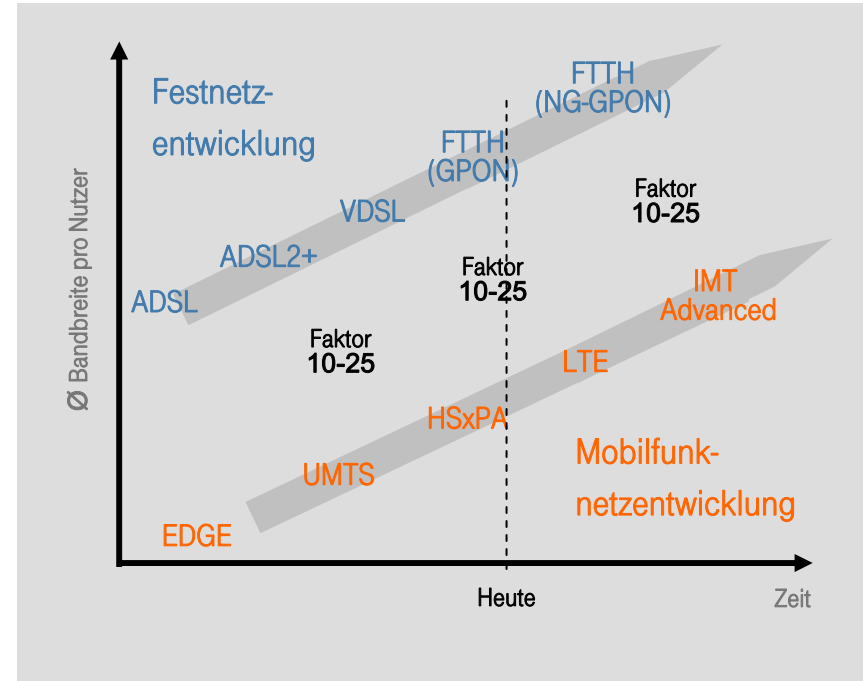 Festnetz-
entwicklung
FTTH
(NG-GPON)
FTTH
(GPON)
VDSL
ADSL2+
ADSL
Faktor
10-25
Faktor
10-25
Faktor
10-25
IMT
Advanced
LTE
HSxPA
UMTS
EDGE
Mobilfunk-
netzentwicklung
Ø Bandbreite pro Nutzer
Heute
Zeit